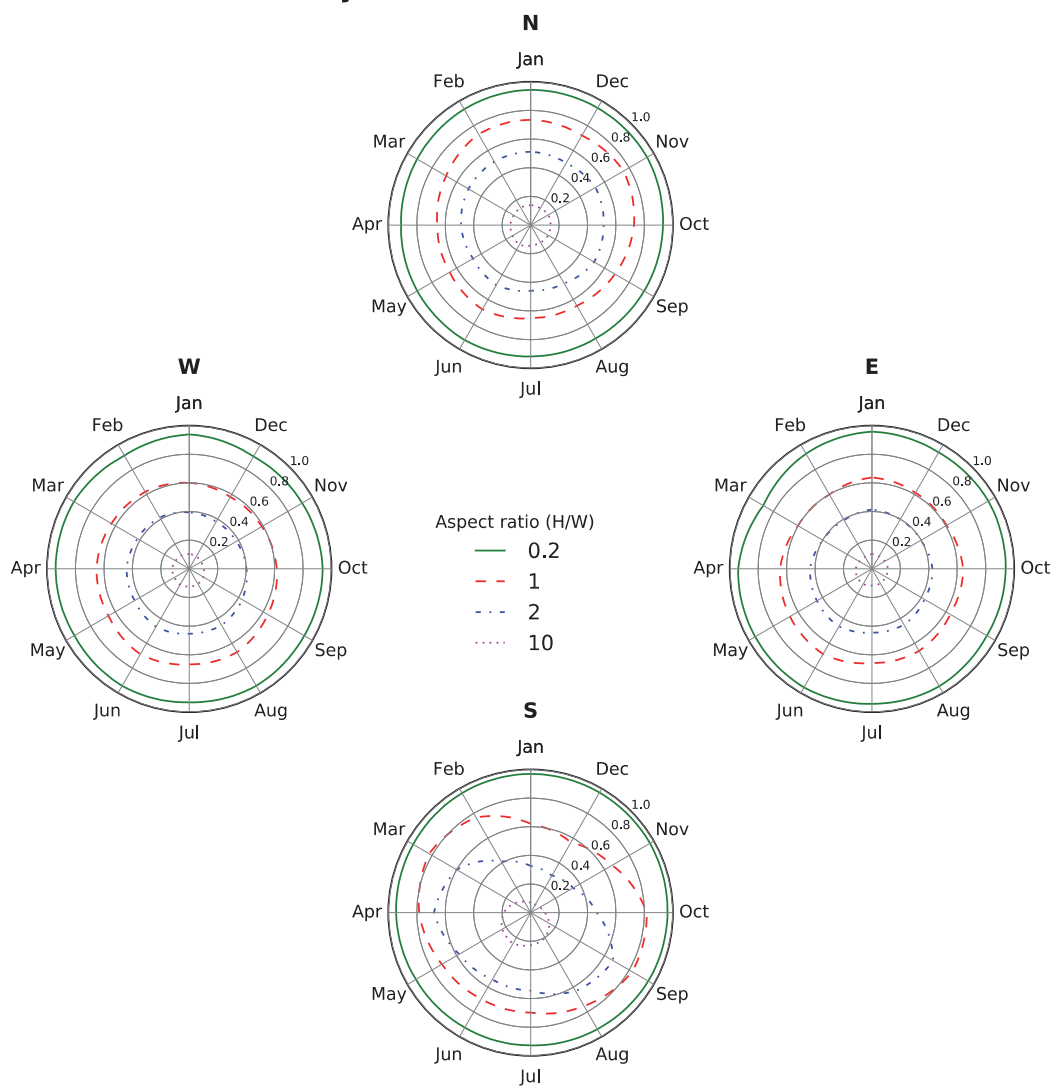 N
Jan
Feb
Dec
1.0
Mar
0.8
Nov
0.6
0.4
0.2
Apr
Oct
May
Sep
Jun
Aug
Jul
W
Jan
Feb
Dec
1.0
Mar
0.8
Nov
0.6
0.4
0.2
Apr
Oct
May
Sep
Jun
Aug
Jul
Aspect ratio (H/W)
0.2
1
2
10
E
Jan
Feb
Dec
1.0
Mar
0.8
Nov
0.6
0.4
0.2
Apr
Oct
May
Sep
Jun
Aug
Jul
S
Jan
Feb
Dec
1.0
Mar
0.8
Nov
0.6
0.4
0.2
Apr
Oct
May
Sep
Jun
Aug
Jul